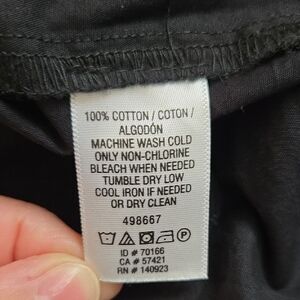 100% COTTON / COTON /
ALGODÓN
MACHINE WASH COLD
ONLY NON-CHLORINE
BLEACH WHEN NEEDED
TUMBLE DRY LOW
COOL IRON IF NEEDED
OR DRY CLEAN
498667
ID # 70166
CA # 57421
RN # 140923